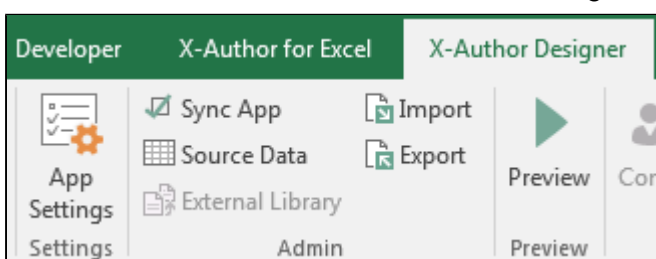 Developer X-Author for Excel X-Author Designer
Sync App Import
Source Data Export
App Settings
External Library
Preview
Settings Admin Preview